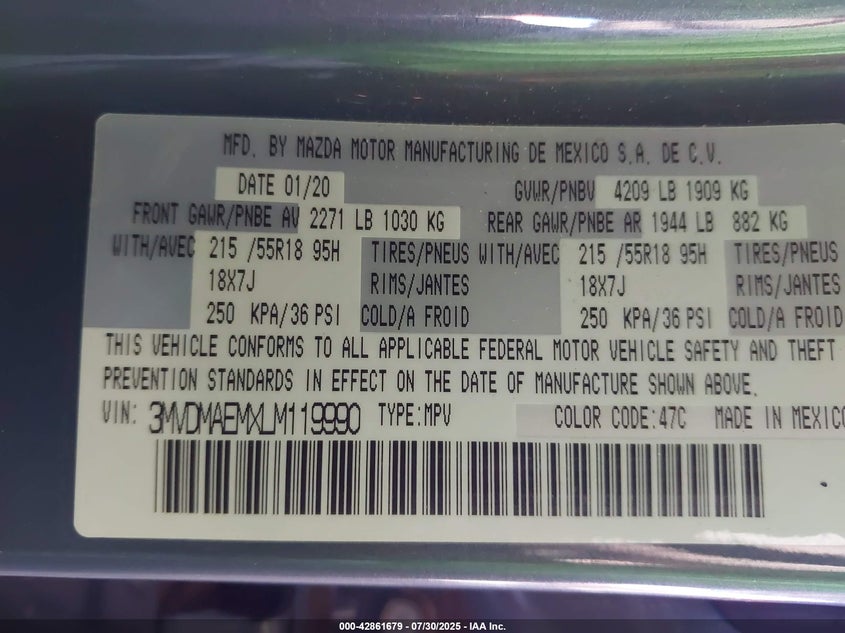 MFD. BY MAZDA MOTOR MANUFACTURING DE MEXICO S.A. DE C.V.
DATE 01/20 GVWR/PNBV 4209 LB 1909 KG
FRONT GAWR/PNBE AV 2271 LB 1030 KG REAR GAWR/PNBE AR 1944 LB 882 KG
WITH/AVEC 215 /55R18 95H TIRES/PNEUS WITH/AVEC 215 /55R18 95H TIRES/PNEUS
18X7J RIMS/JANTES 18X7J RIMS/JANTES
250 KPA/36 PSI COLD/A FROID 250 KPA/36 PSI COLD/A FROID
THIS VEHICLE CONFORMS TO ALL APPLICABLE FEDERAL MOTOR VEHICLE SAFETY AND THEFT
PREVENTION STANDARDS IN EFFECT ON THE DATE OF MANUFACTURE SHOWN ABOVE.
VIN: 3MVDMAEMXLM119990 TYPE:MPV COLOR CODE:47C MADE IN MEXICO
000-42861679 / 07/30/2025 - IAA Inc.